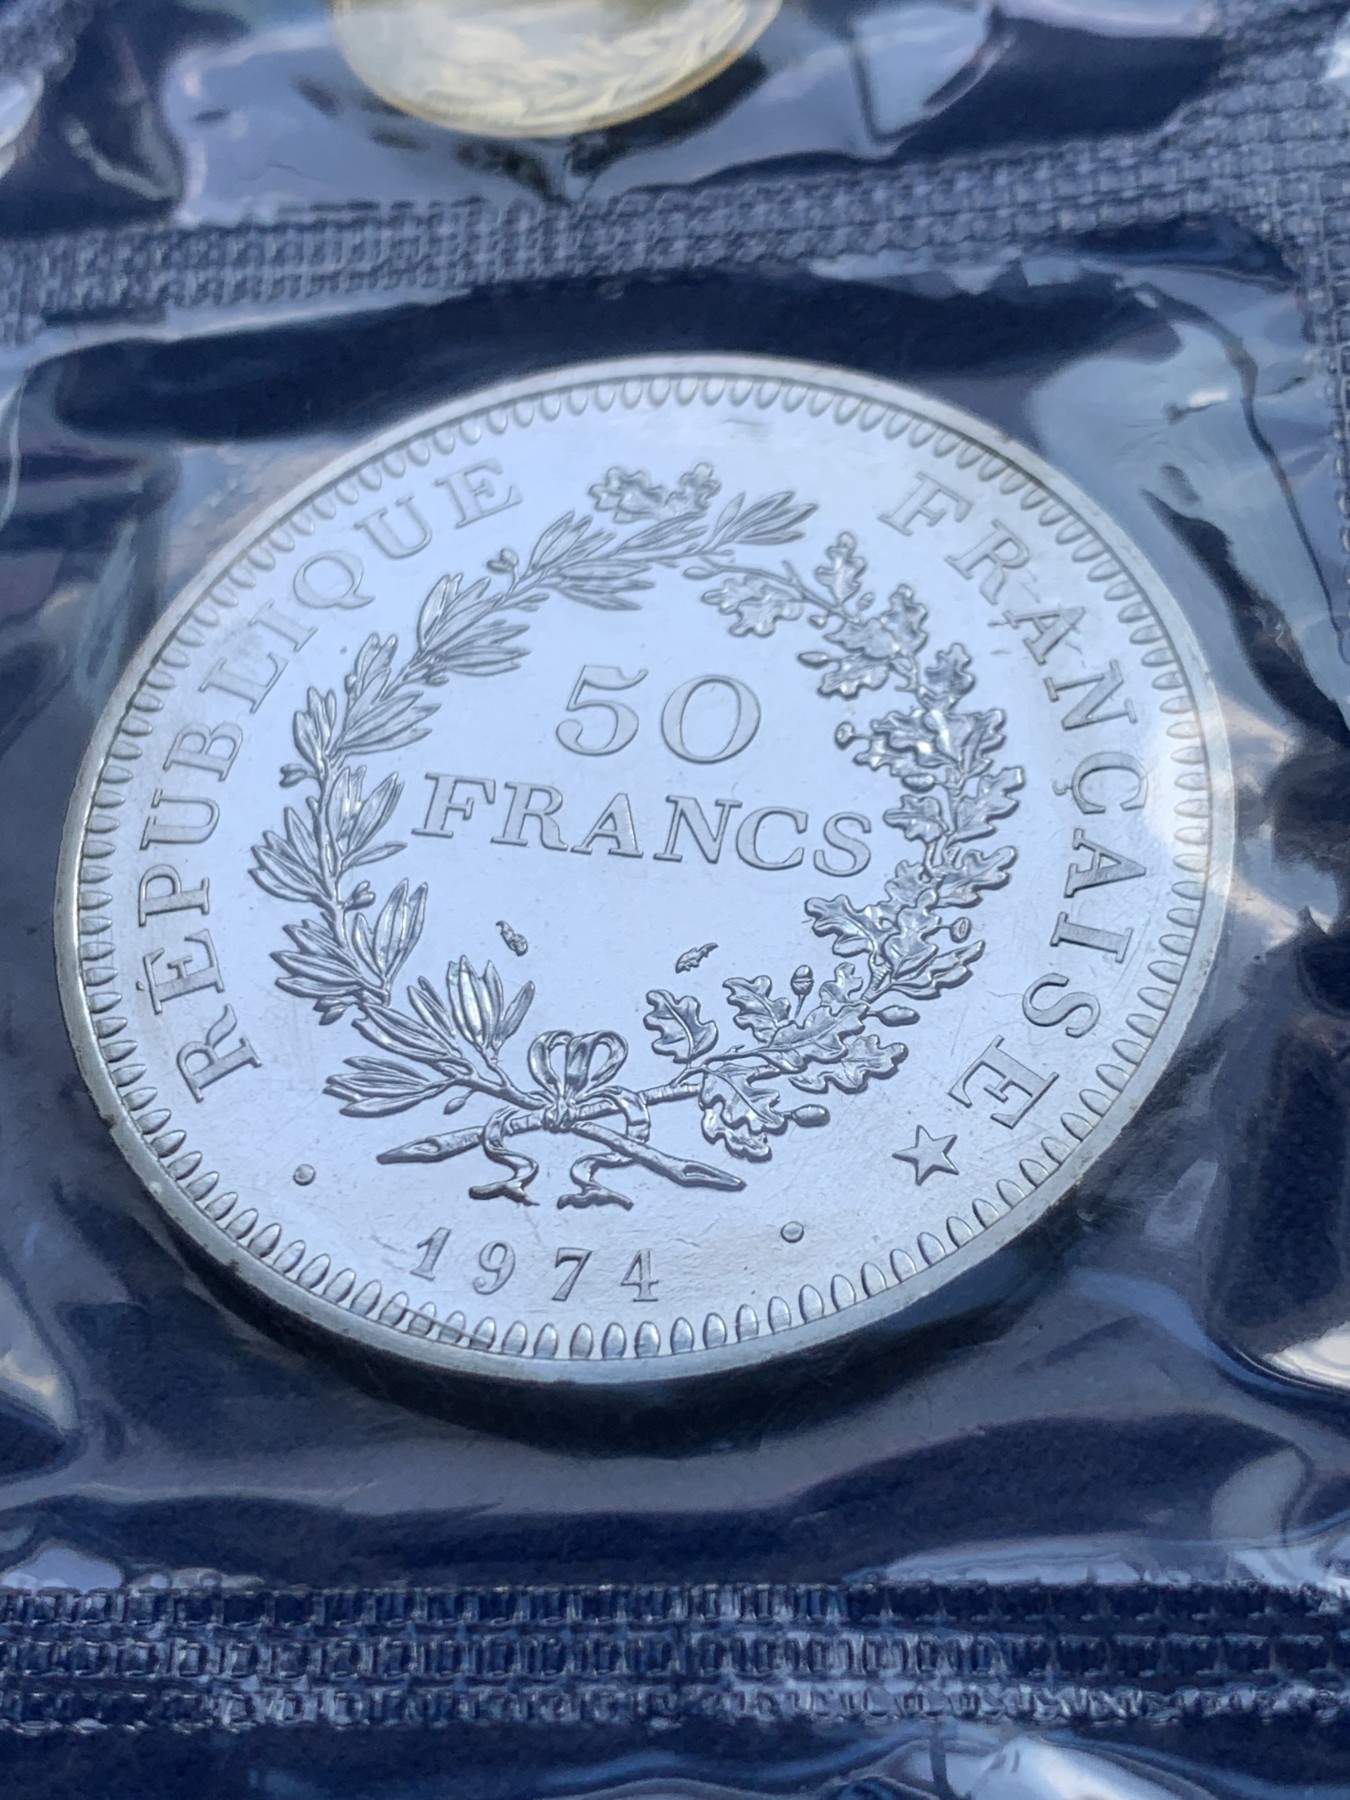 RÉPUBLIQUE FRANÇAISE
50
FRANCS
1974